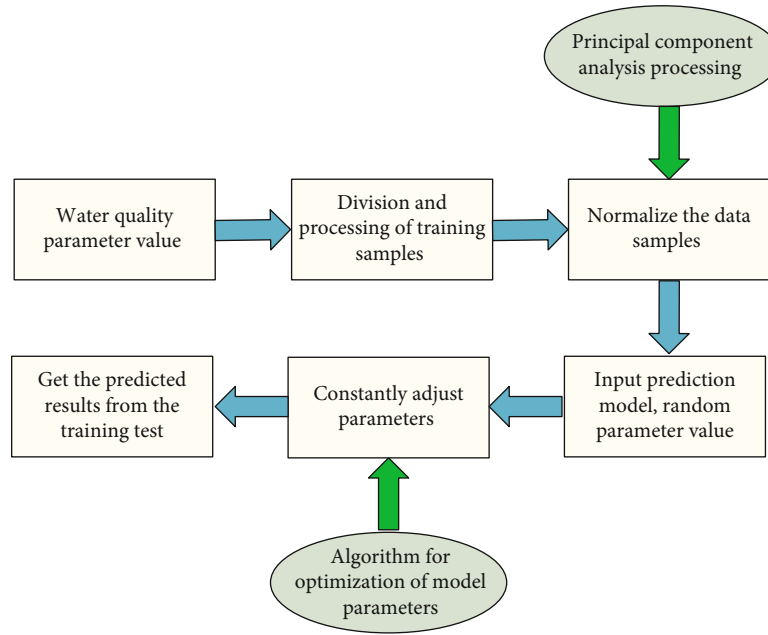 Principal component
analysis processing
Water quality
parameter value
Division and
processing of training
samples
Normalize the data
samples
Get the predicted
results from the
training test
Constantly adjust
parameters
Input prediction
model, random
parameter value
Algorithm for
optimization of model
parameters